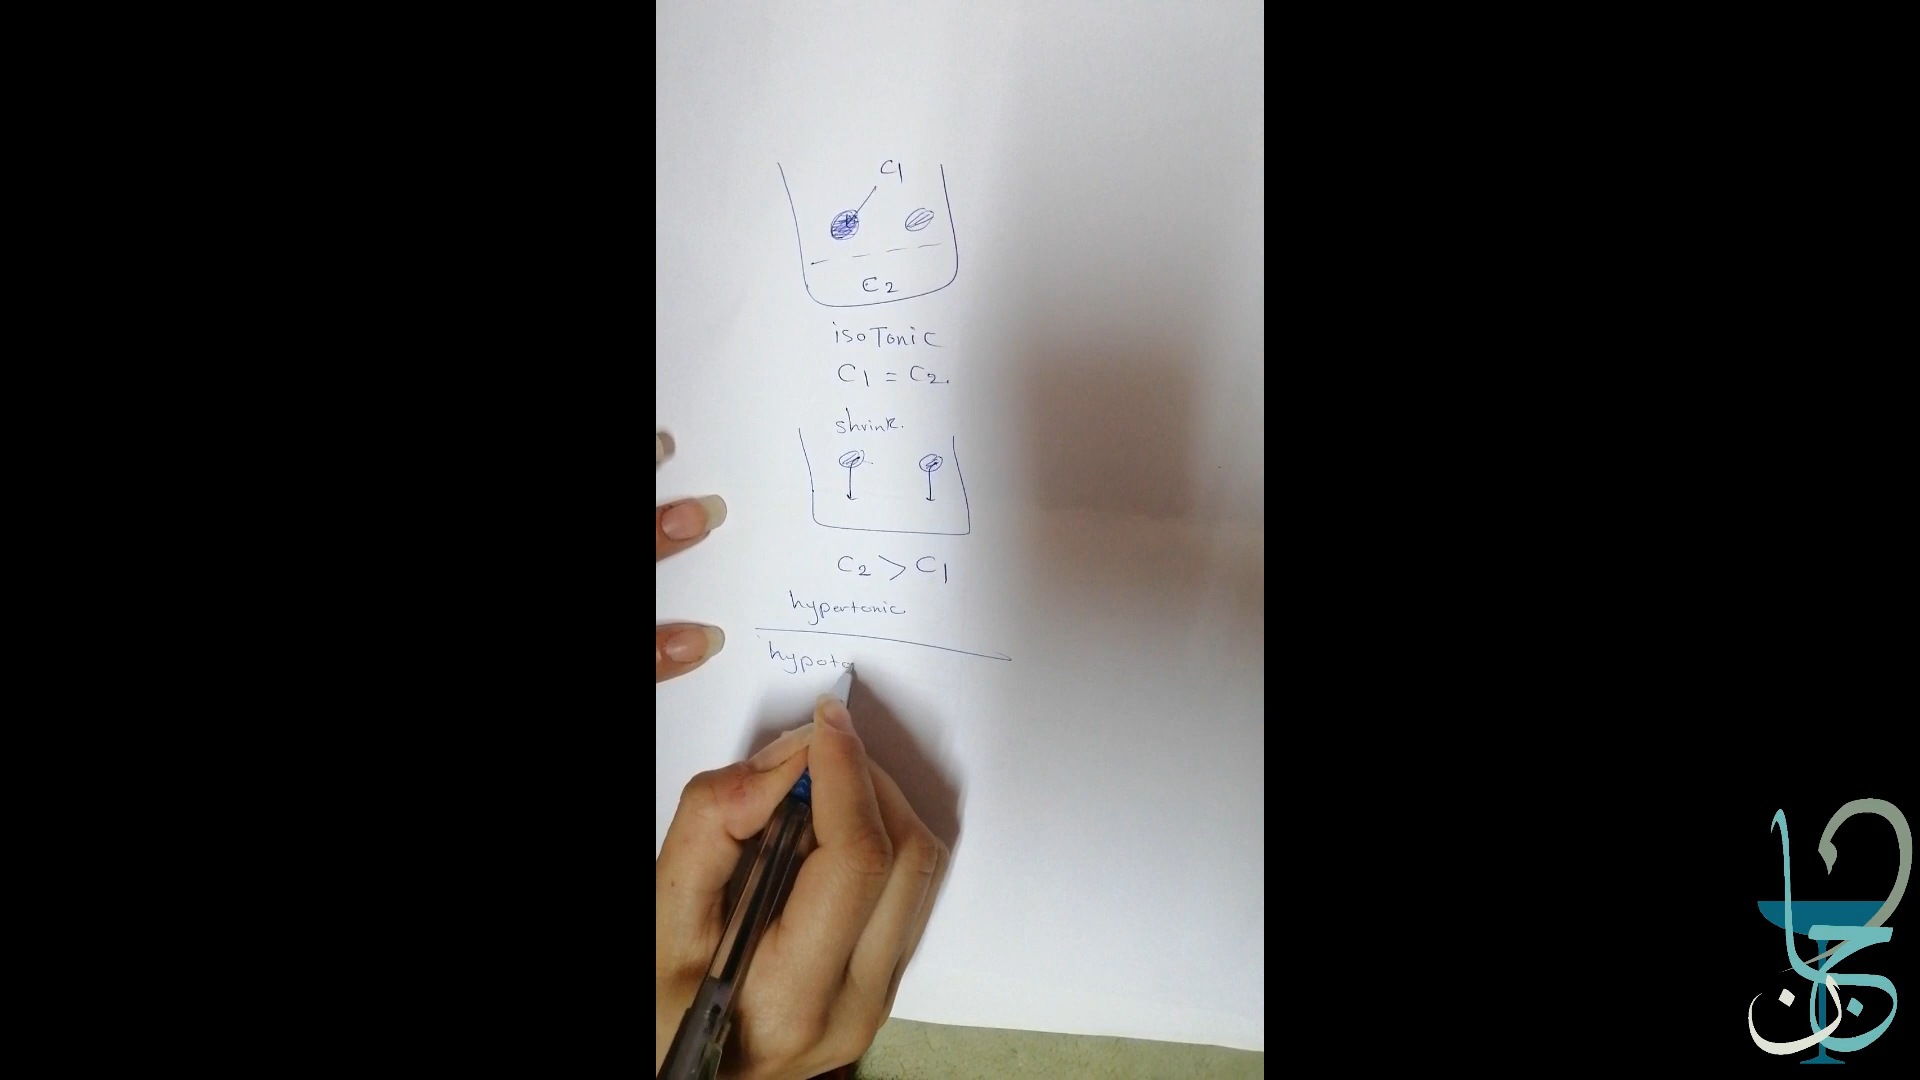 C1
C2
isoTonic
C1 = C2.
shrink.
C2 > C1
hypertonic
hypoto